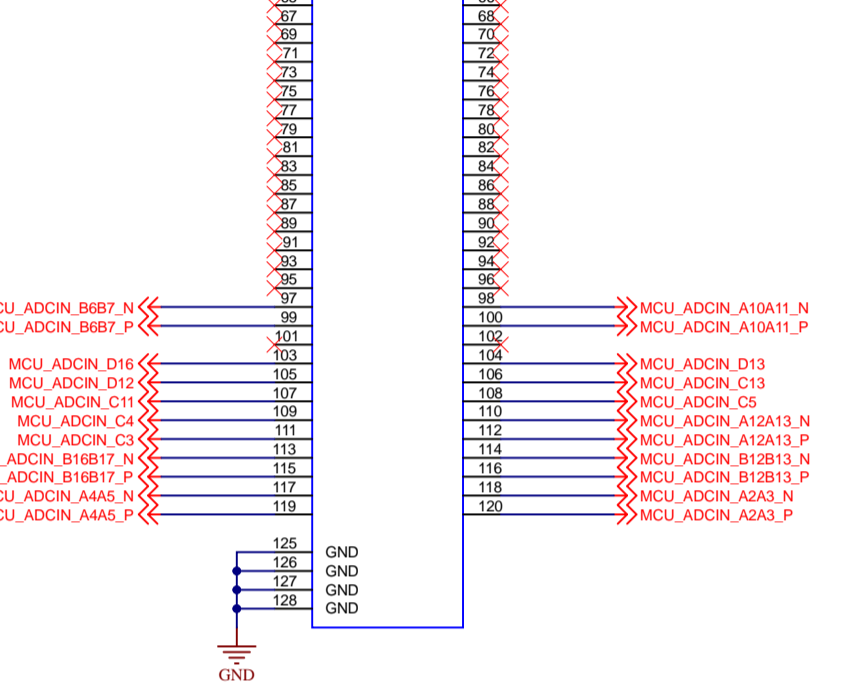 67 68
69 70
71 72
73 74
75 76
77 78
79 80
81 82
83 84
85 86
87 88
89 90
91 92
93 94
95 96
CU_ADCIN_B6B7_N 97 98 MCU_ADCIN_A10A11_N
CU_ADCIN_B6B7_P 99 100 MCU_ADCIN_A10A11_P
101 102
MCU_ADCIN_D16 103 104 MCU_ADCIN_D13
MCU_ADCIN_D12 105 106 MCU_ADCIN_C13
MCU_ADCIN_C11 107 108 MCU_ADCIN_C5
MCU_ADCIN_C4 109 110 MCU_ADCIN_A12A13_N
MCU_ADCIN_C3 111 112 MCU_ADCIN_A12A13_P
_ADCIN_B16B17_N 113 114 MCU_ADCIN_B12B13_N
_ADCIN_B16B17_P 115 116 MCU_ADCIN_B12B13_P
CU_ADCIN_A4A5_N 117 118 MCU_ADCIN_A2A3_N
CU_ADCIN_A4A5_P 119 120 MCU_ADCIN_A2A3_P
125 GND
126 GND
127 GND
128 GND
GND